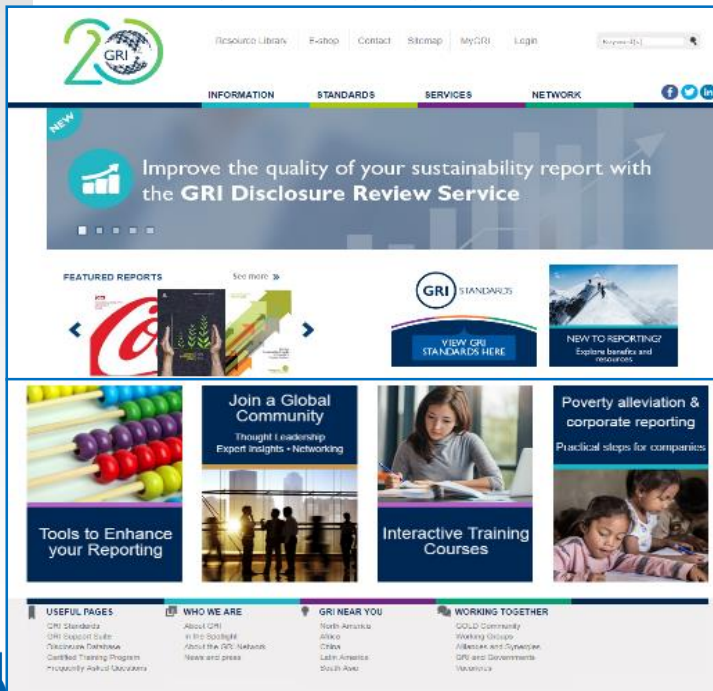 20
GRI
Resource Library E-shop Contact Sitemap MyGRI Login
Keyword(s)
INFORMATION STANDARDS SERVICES NETWORK
f in
NEW
Improve the quality of your sustainability report with
the GRI Disclosure Review Service
FEATURED REPORTS See more »
GRI STANDARDS
VIEW GRI
STANDARDS HERE
NEW TO REPORTING?
Explore benefits and
resources
Tools to Enhance
your Reporting
Join a Global
Community
Thought Leadership
Expert Insights • Networking
Interactive Training
Courses
Poverty alleviation &
corporate reporting
Practical steps for companies
USEFUL PAGES
GRI Standards
GRI Support Suite
Disclosure Database
Certified Training Program
Frequently Asked Questions
WHO WE ARE
About GRI
In the Spotlight
About the GRI Network
News and press
GRI NEAR YOU
North America
Africa
China
Latin America
South Asia
WORKING TOGETHER
GOLD Community
Working Groups
Alliances and Synergies
GRI and Governments
Vacancies